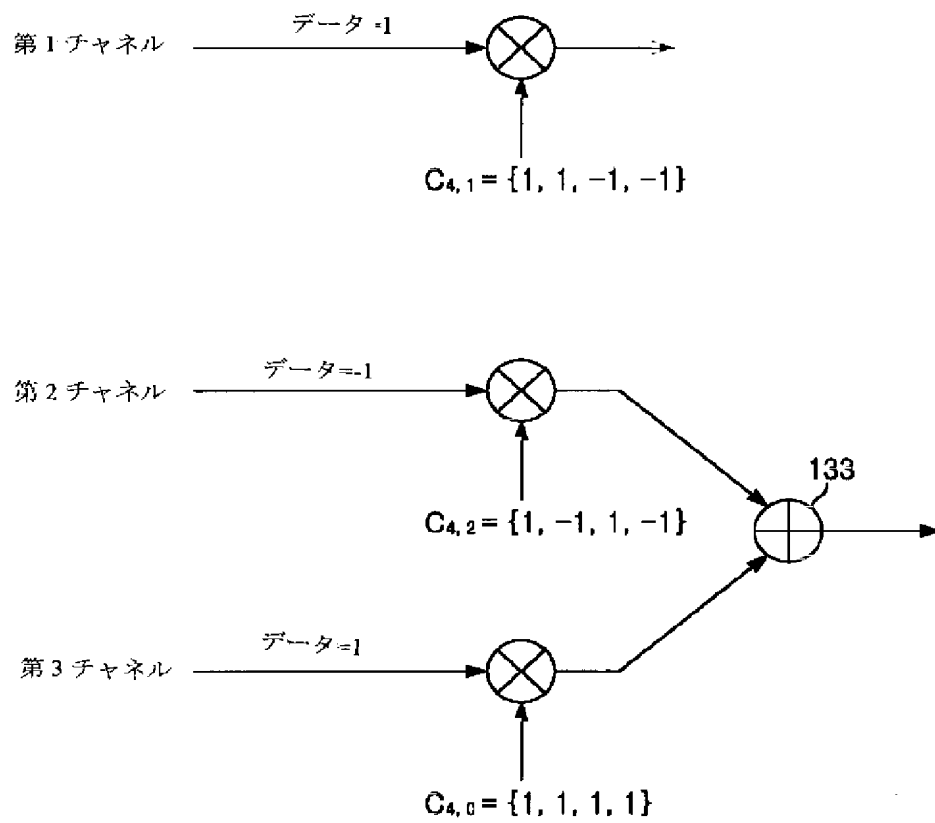 第1チャネル
データ=1
C4,1 = {1, 1, -1, -1}
第2チャネル
データ=-1
C4,2 = {1, -1, 1, -1}
133
第3チャネル
データ=1
C4,0 = {1, 1, 1, 1}